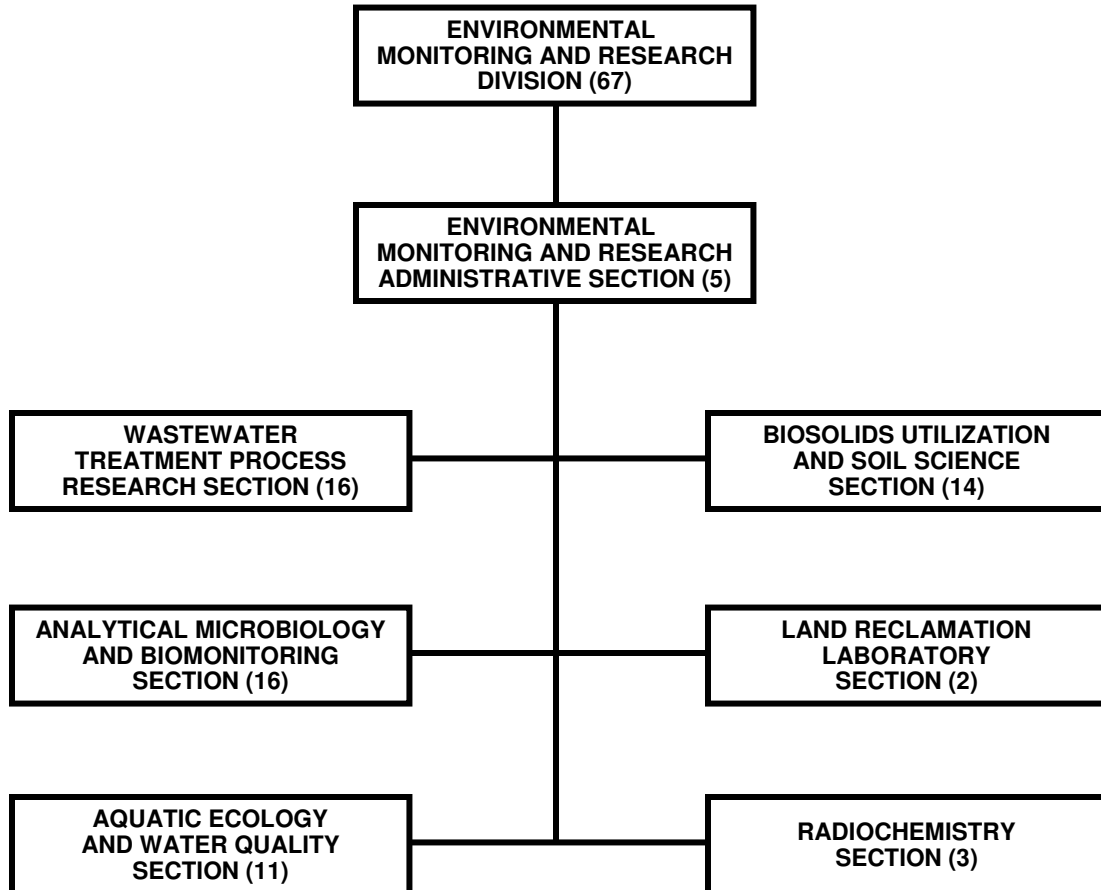 ENVIRONMENTAL
MONITORING AND RESEARCH
DIVISION (67)
ENVIRONMENTAL
MONITORING AND RESEARCH
ADMINISTRATIVE SECTION (5)
WASTEWATER
TREATMENT PROCESS
RESEARCH SECTION (16)
BIOSOLIDS UTILIZATION
AND SOIL SCIENCE
SECTION (14)
ANALYTICAL MICROBIOLOGY
AND BIOMONITORING
SECTION (16)
LAND RECLAMATION
LABORATORY
SECTION (2)
AQUATIC ECOLOGY
AND WATER QUALITY
SECTION (11)
RADIOCHEMISTRY
SECTION (3)